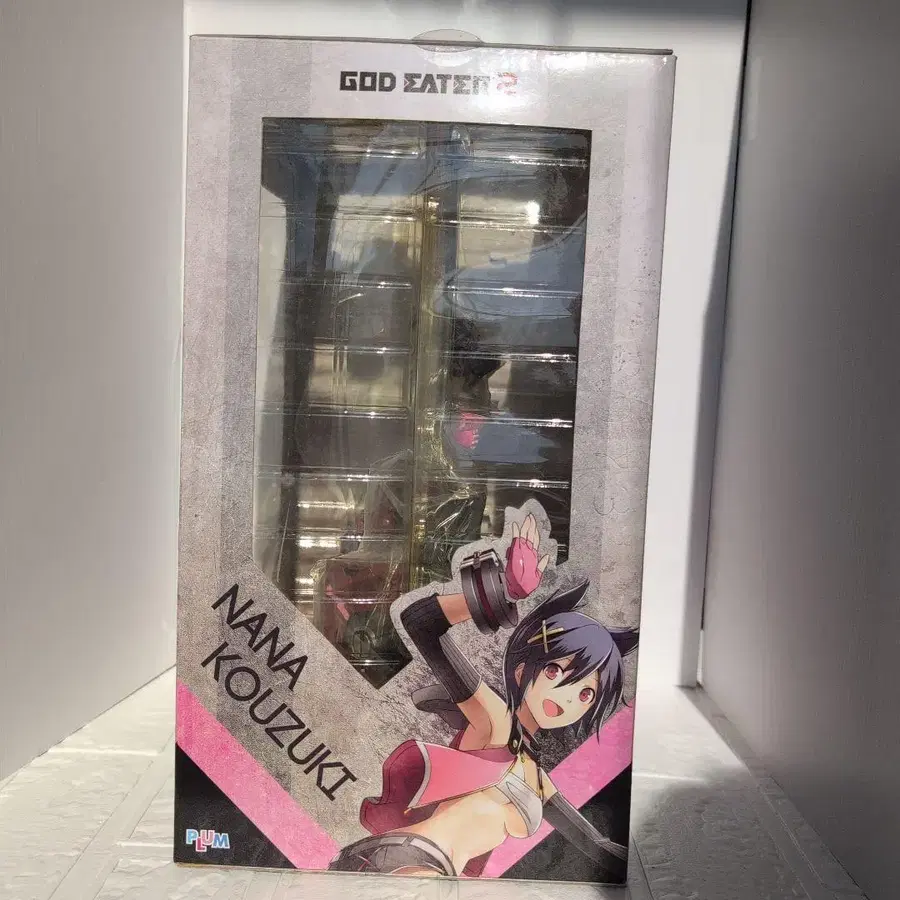 GOD EATER 2
NANA
KOUZUKI
PLUM